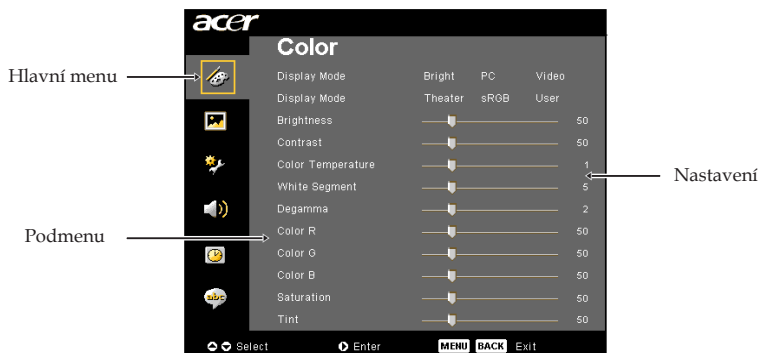 acer
Color
Hlavní menu
Display Mode Bright PC Video
Display Mode Theater sRGB User
Brightness 50
Contrast 50
Color Temperature 1
Nastavení
White Segment 5
Degamma 2
Podmenu
Color R 50
Color G 50
Color B 50
abc
Saturation 50
Tint 50
Select Enter MENU BACK Exit